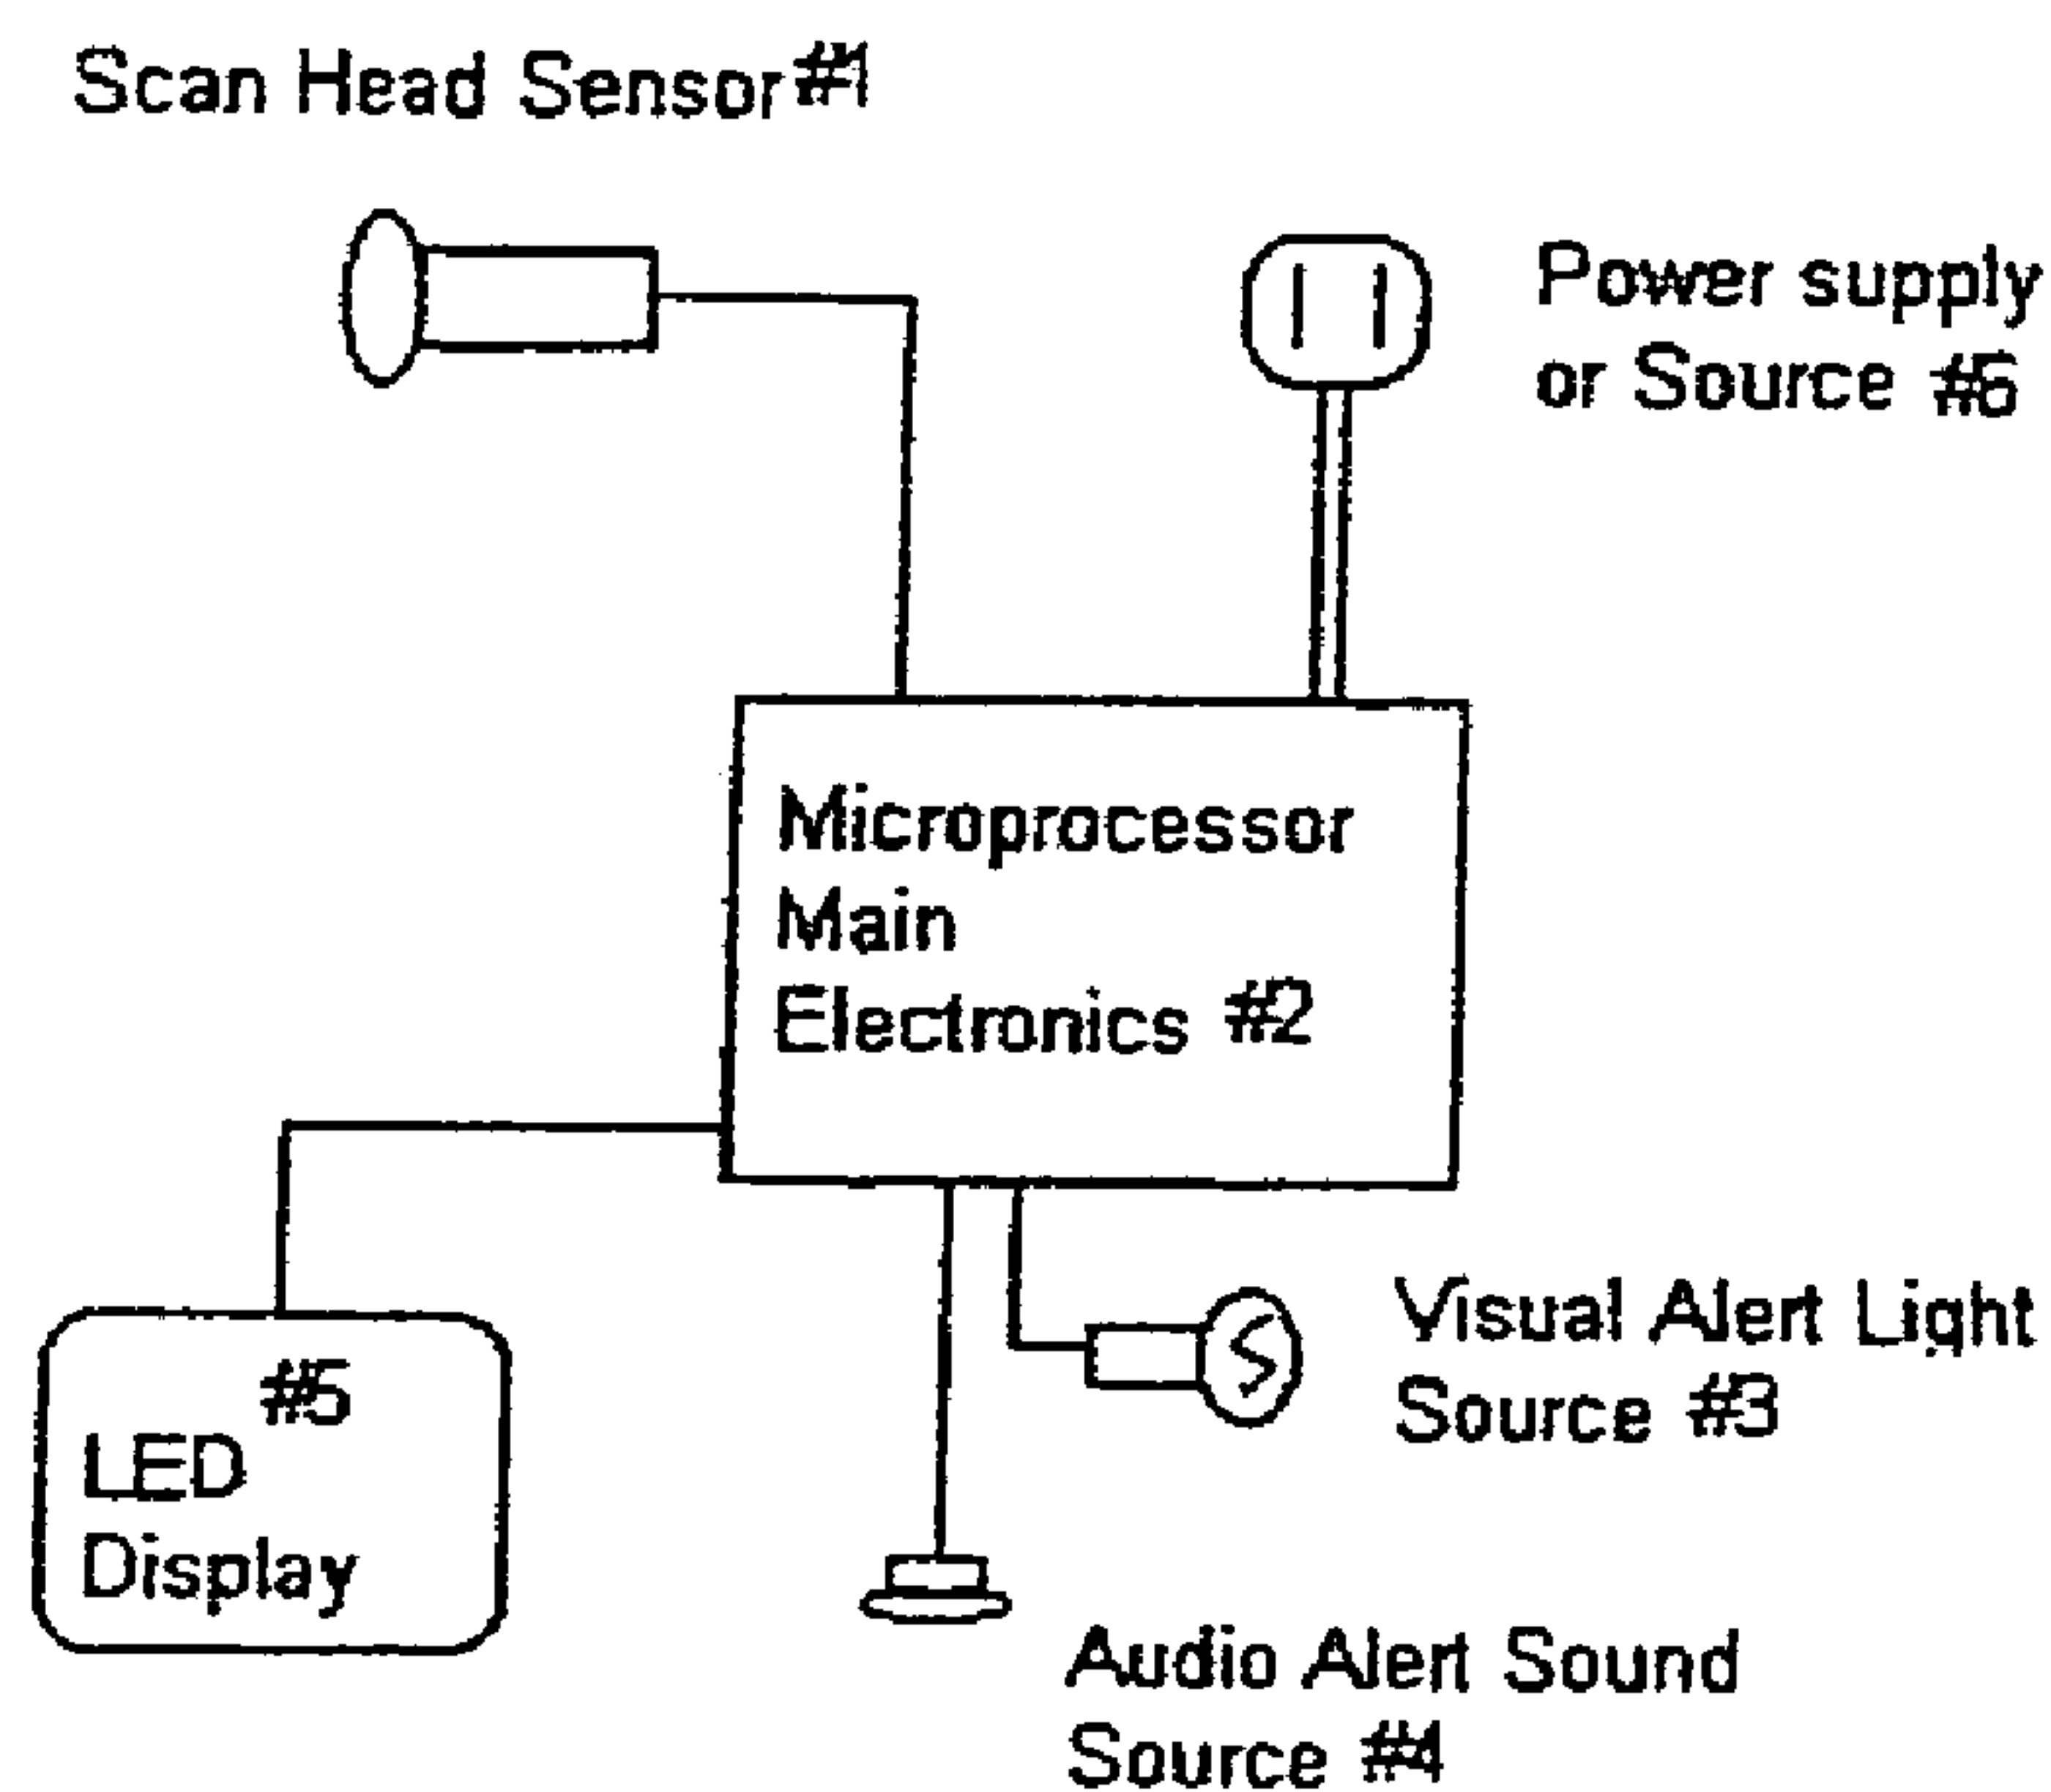 Scan Head Sensor #1
Power supply
or Source #6
Microprocessor
Main
Electronics #2
Visual Alert Light
Source #3
#5
LED
Display
Audio Alert Sound
Source #4